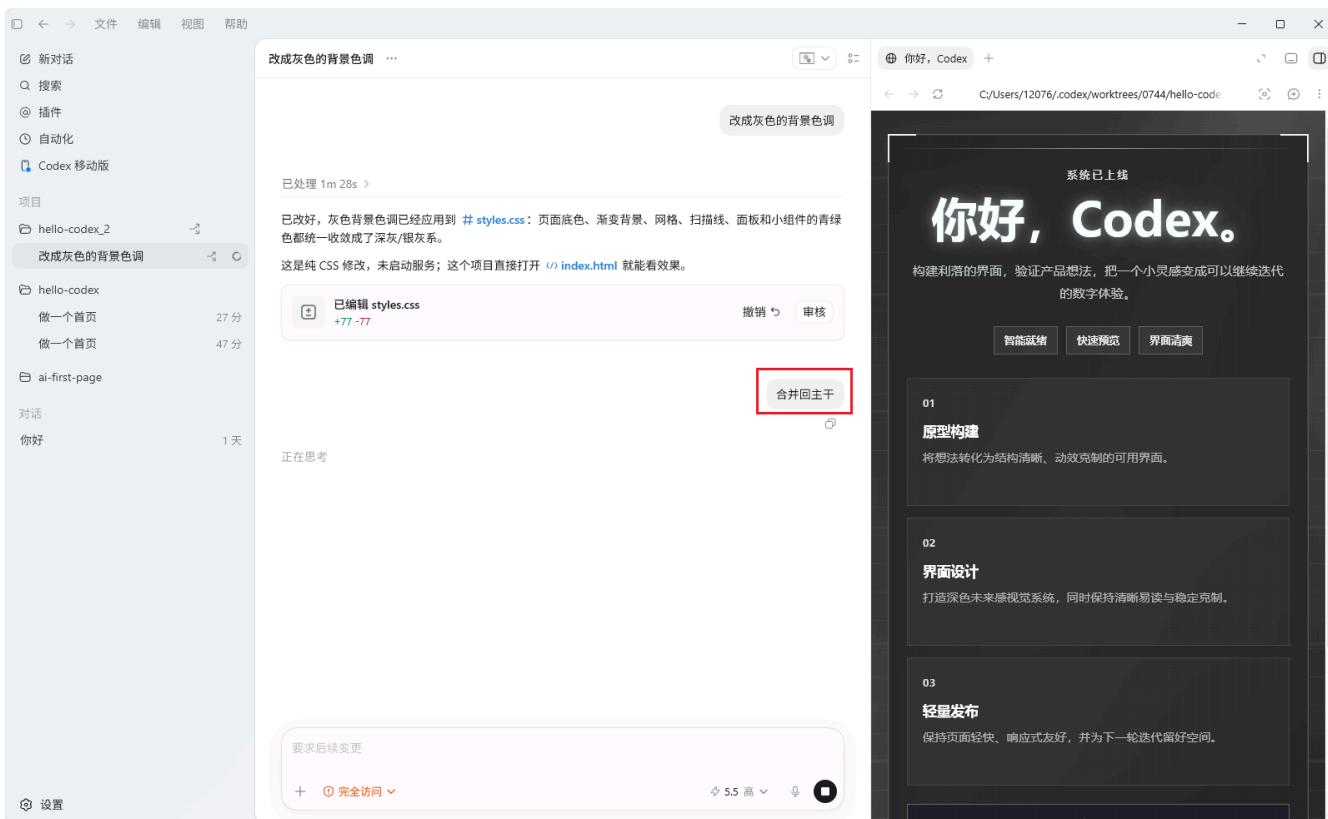 文件 编辑 视图 帮助
新对话
搜索
插件
自动化
Codex 移动版
项目
hello-codex_2
改成灰色的背景色调
hello-codex
做一个首页 27 分
做一个首页 47 分
ai-first-page
对话
你好 1 天
设置
改成灰色的背景色调 ···
改成灰色的背景色调
已处理 1m 28s >
已改好，灰色背景色调已经应用到 # styles.css：页面底色、渐变背景、网格、扫描线、面板和小组件的青绿
色都统一收敛成了深灰/银灰系。
这是纯 CSS 修改，未启动服务；这个项目直接打开 </> index.html 就能看效果。
已编辑 styles.css
+77 -77
撤销 审核
合并回主干
正在思考
要求后续变更
完全访问 5.5 高
你好，Codex
C:/Users/12076/.codex/worktrees/0744/hello-code
系统已上线
你好，Codex。
构建利落的界面，验证产品想法，把一个小灵感变成可以继续迭代
的数字体验。
智能就绪 快速预览 界面清爽
01
原型构建
将想法转化为结构清晰、动效克制的可用界面。
02
界面设计
打造深色未来感视觉系统，同时保持清晰易读与稳定克制。
03
轻量发布
保持页面轻快、响应式友好，并为下一轮迭代留好空间。